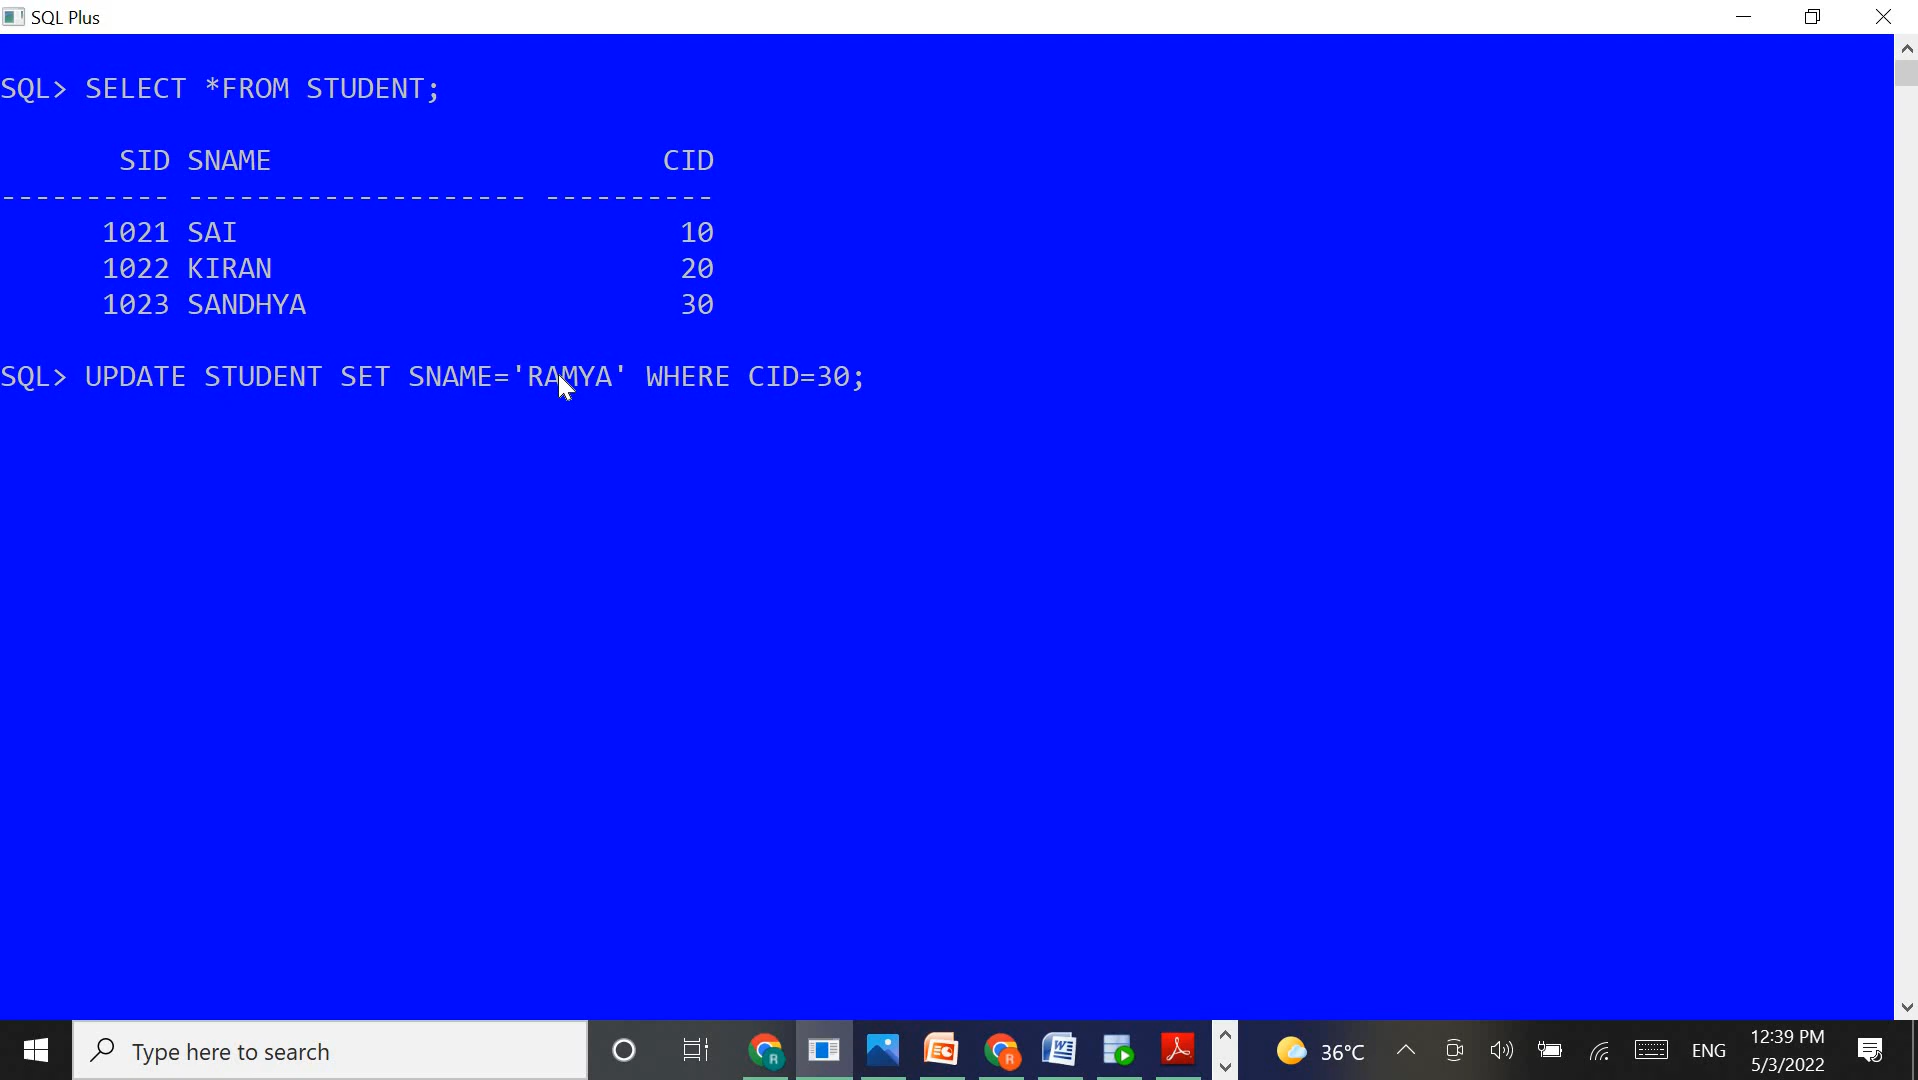 SQL Plus
SQL> SELECT *FROM STUDENT;
SID SNAME CID
---------- -------------------- ----------
1021 SAI 10
1022 KIRAN 20
1023 SANDHYA 30
SQL> UPDATE STUDENT SET SNAME='RAMYA' WHERE CID=30;
Type here to search
36°C
ENG
12:39 PM
5/3/2022